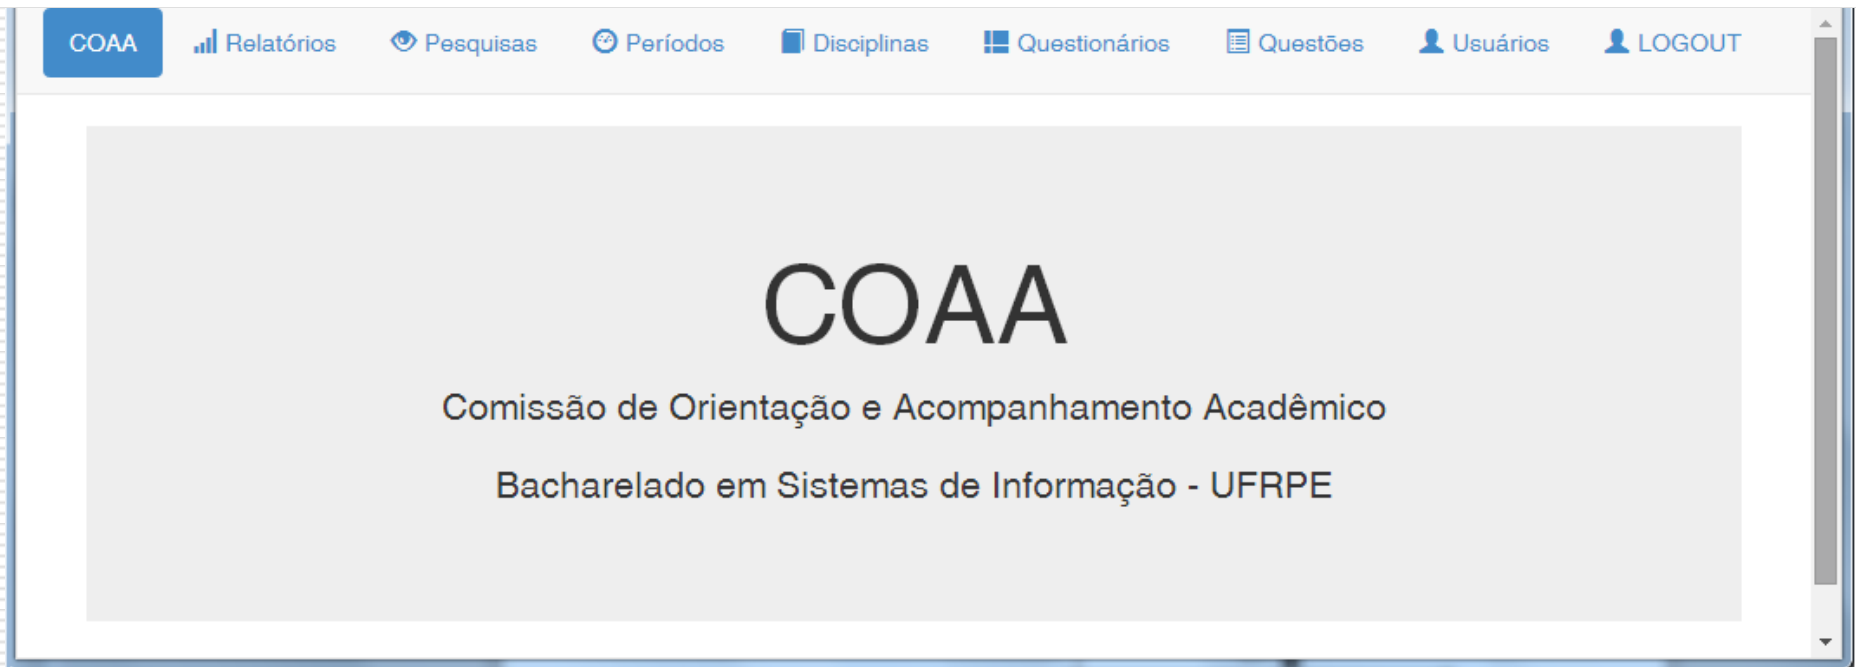 COAA Relatórios Pesquisas Períodos Disciplinas Questionários Questões Usuários LOGOUT
COAA
Comissão de Orientação e Acompanhamento Acadêmico
Bacharelado em Sistemas de Informação - UFRPE